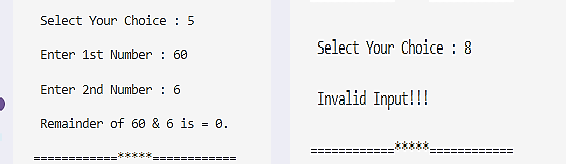 Select Your Choice : 5
Enter 1st Number : 60
Enter 2nd Number : 6
Remainder of 60 & 6 is = 0.
============*****============
Select Your Choice : 8
Invalid Input!!!
============*****============